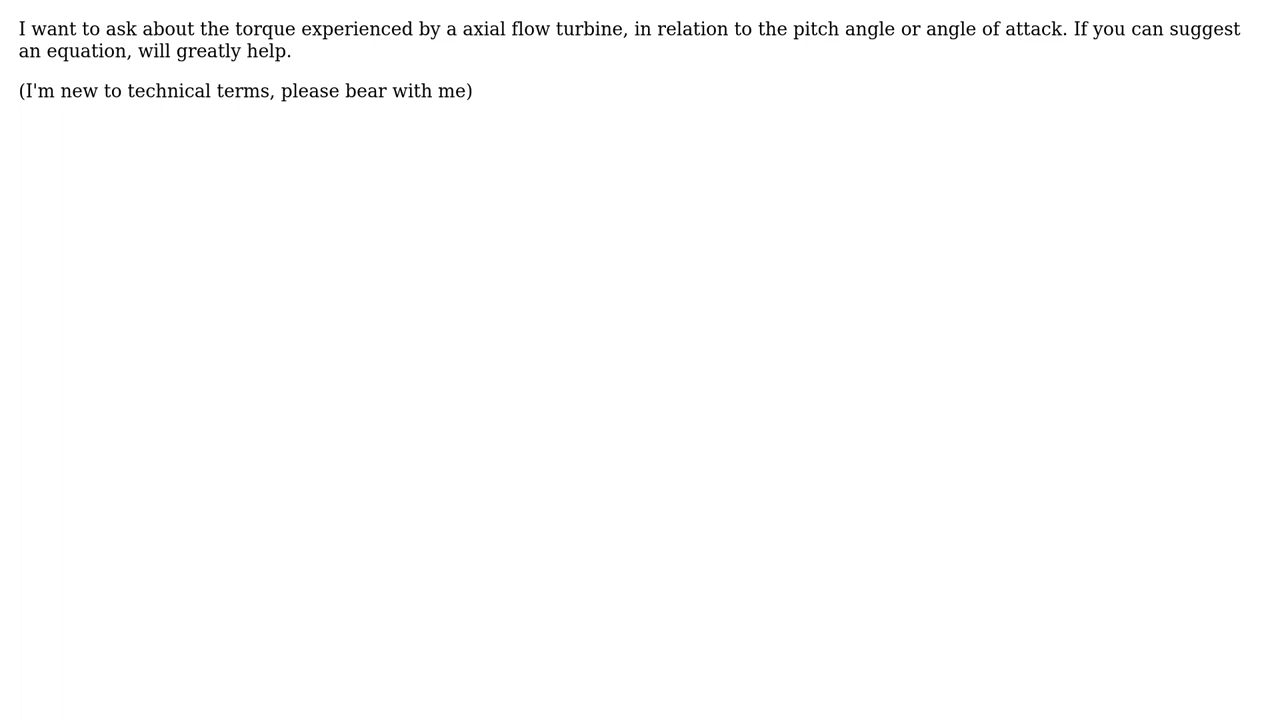 I want to ask about the torque experienced by a axial flow turbine, in relation to the pitch angle or angle of attack. If you can suggest
an equation, will greatly help.
(I'm new to technical terms, please bear with me)